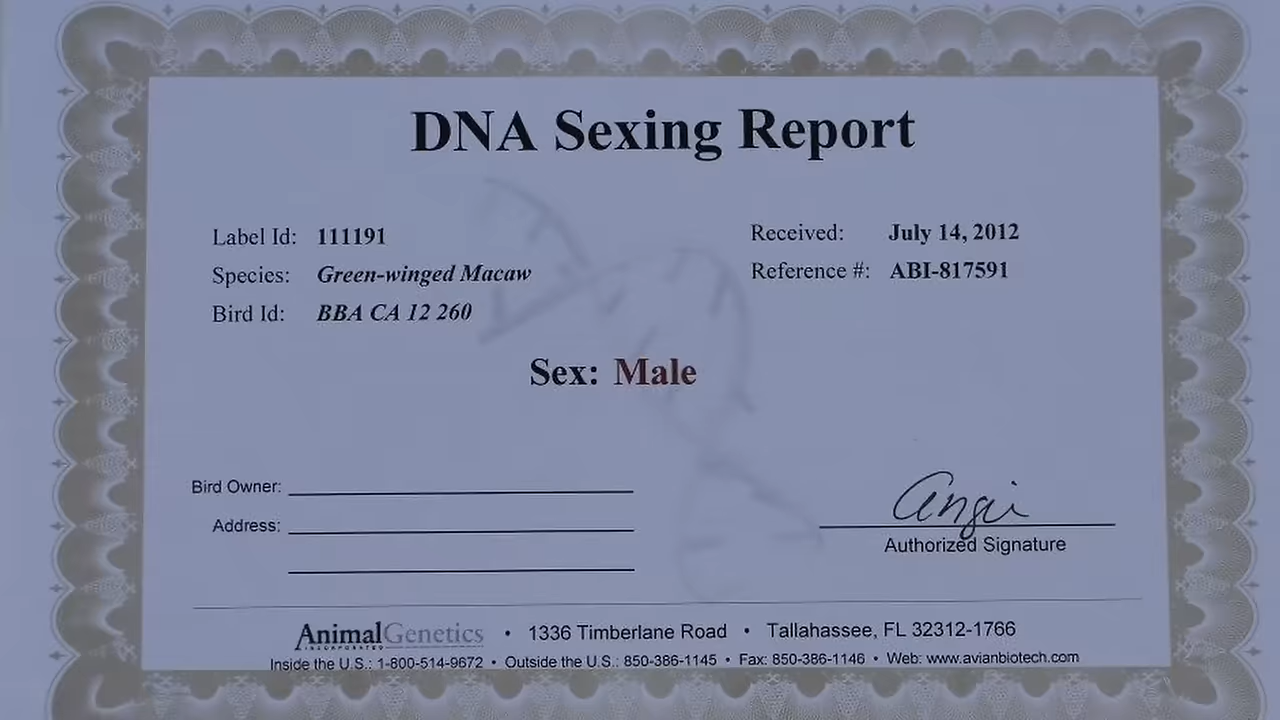 DNA Sexing Report
Label Id: 111191
Received: July 14, 2012
Species: Green-winged Macaw
Reference #: ABI-817591
Bird Id: BBA CA 12 260
Sex: Male
Bird Owner:
Address:
Angie
Authorized Signature
AnimalGenetics • 1336 Timberlane Road • Tallahassee, FL 32312-1766
INCORPORATED
Inside the U.S.: 1-800-514-9672 • Outside the U.S.: 850-386-1145 • Fax: 850-386-1146 • Web: www.avianbiotech.com